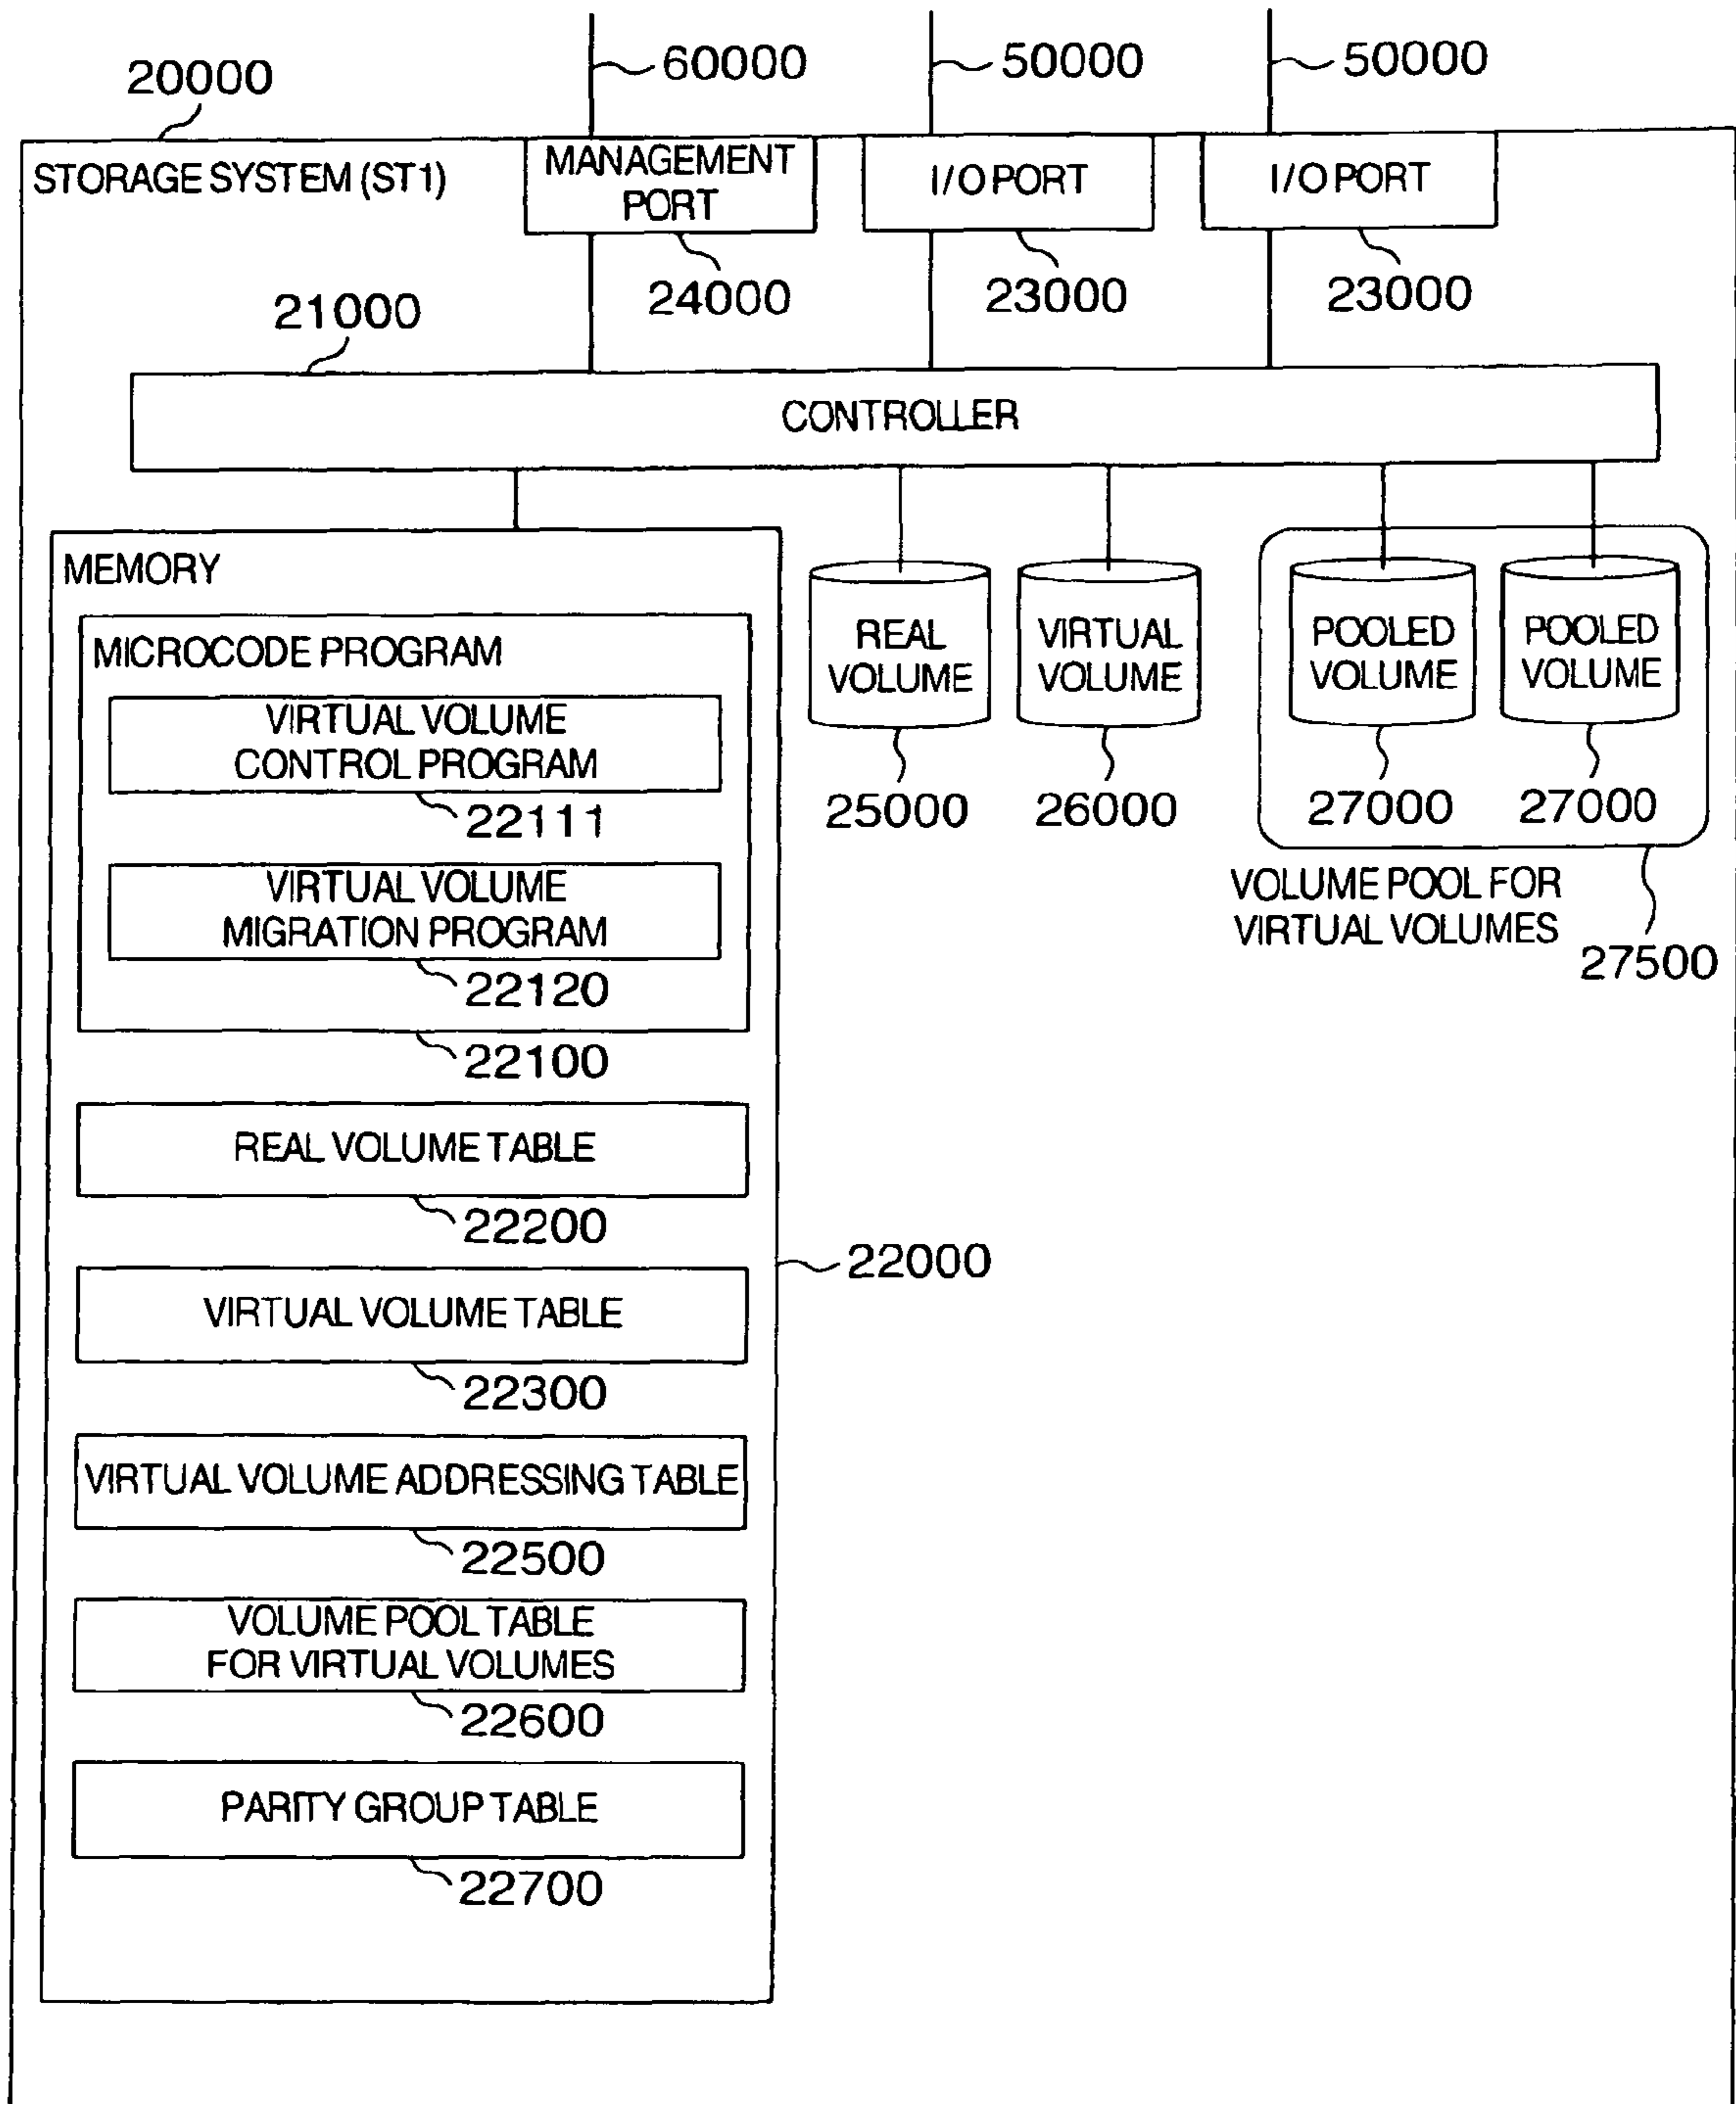 60000
50000
50000
20000
STORAGE SYSTEM (ST1)
MANAGEMENT
PORT
I/O PORT
I/O PORT
24000
23000
23000
21000
CONTROLLER
MEMORY
MICROCODE PROGRAM
VIRTUAL VOLUME
CONTROL PROGRAM
22111
VIRTUAL VOLUME
MIGRATION PROGRAM
22120
22100
REAL VOLUME TABLE
22200
VIRTUAL VOLUME TABLE
22300
VIRTUAL VOLUME ADDRESSING TABLE
22500
VOLUME POOL TABLE
FOR VIRTUAL VOLUMES
22600
PARITY GROUP TABLE
22700
22000
REAL
VOLUME
25000
VIRTUAL
VOLUME
26000
POOLED
VOLUME
27000
POOLED
VOLUME
27000
VOLUME POOL FOR
VIRTUAL VOLUMES
27500